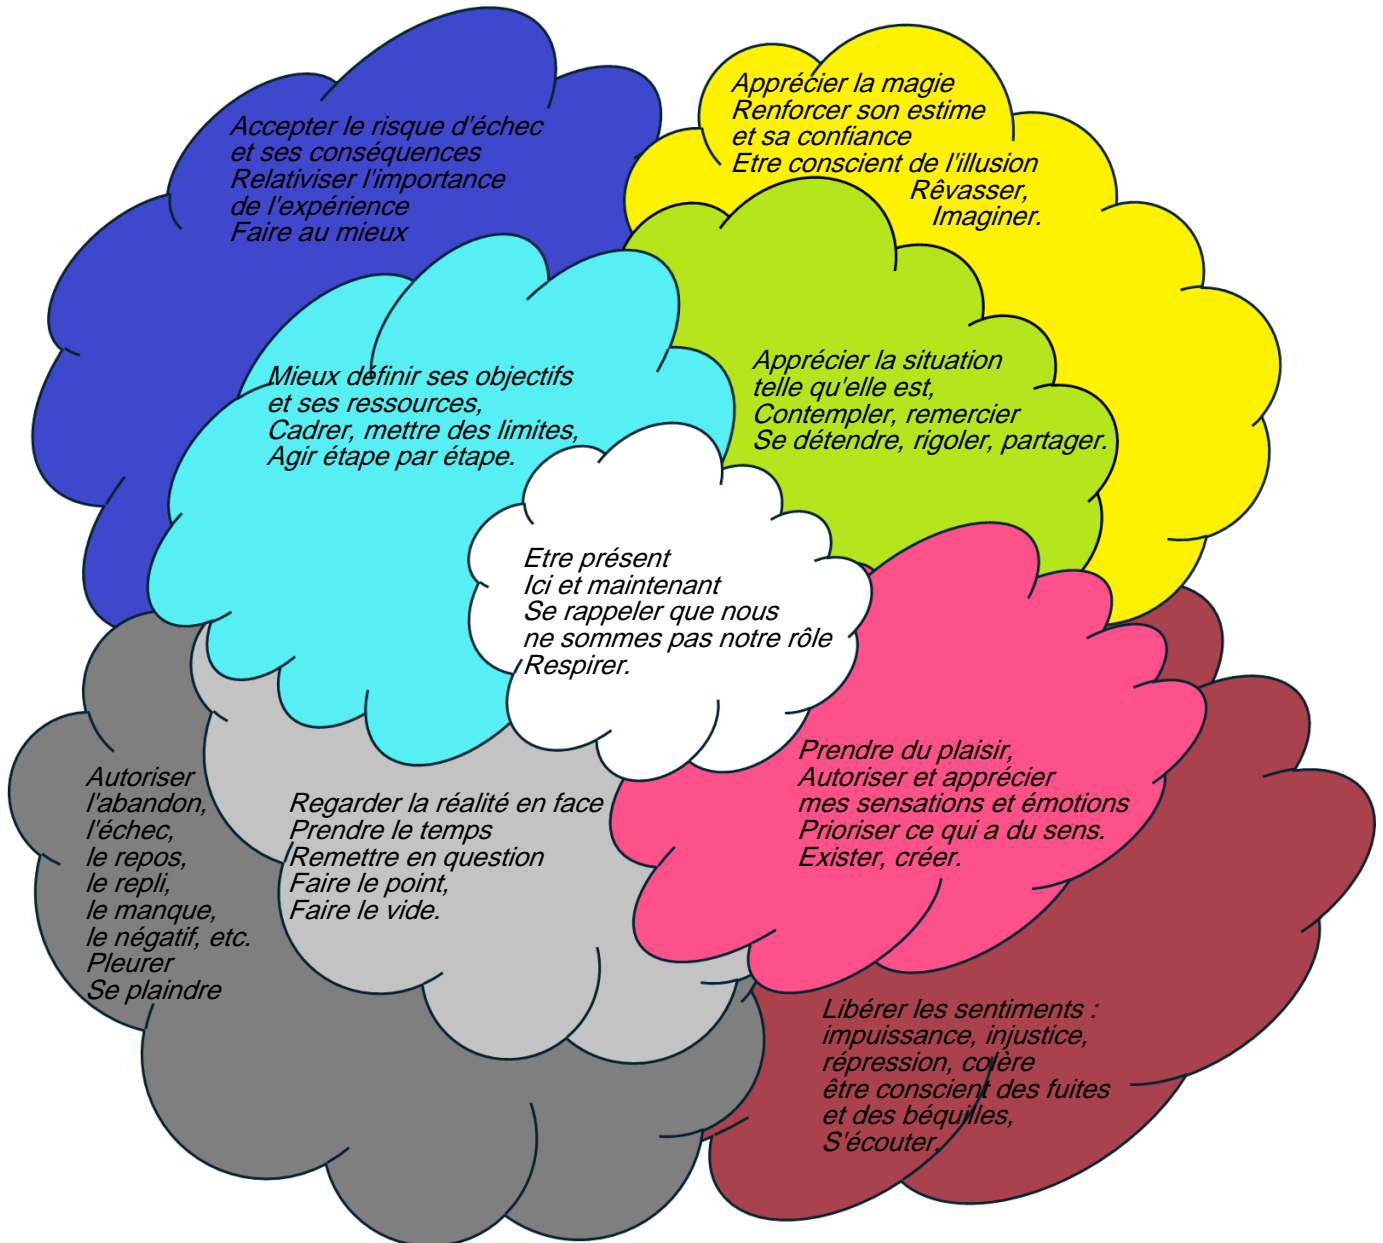 Accepter le risque d'échec
et ses conséquences
Relativiser l'importance
de l'expérience
Faire au mieux
Apprécier la magie
Renforcer son estime
et sa confiance
Etre conscient de l'illusion
Rêvasser,
Imaginer.
Mieux définir ses objectifs
et ses ressources,
Cadrer, mettre des limites,
Agir étape par étape.
Apprécier la situation
telle qu'elle est,
Contempler, remercier
Se détendre, rigoler, partager.
Etre présent
Ici et maintenant
Se rappeler que nous
ne sommes pas notre rôle
Respirer.
Autoriser
l'abandon,
l'échec,
le repos,
le repli,
le manque,
le négatif, etc.
Pleurer
Se plaindre
Regarder la réalité en face
Prendre le temps
Remettre en question
Faire le point,
Faire le vide.
Prendre du plaisir,
Autoriser et apprécier
mes sensations et émotions
Prioriser ce qui a du sens.
Exister, créer.
Libérer les sentiments :
impuissance, injustice,
répression, colère
être conscient des fuites
et des béquilles,
S'écouter.